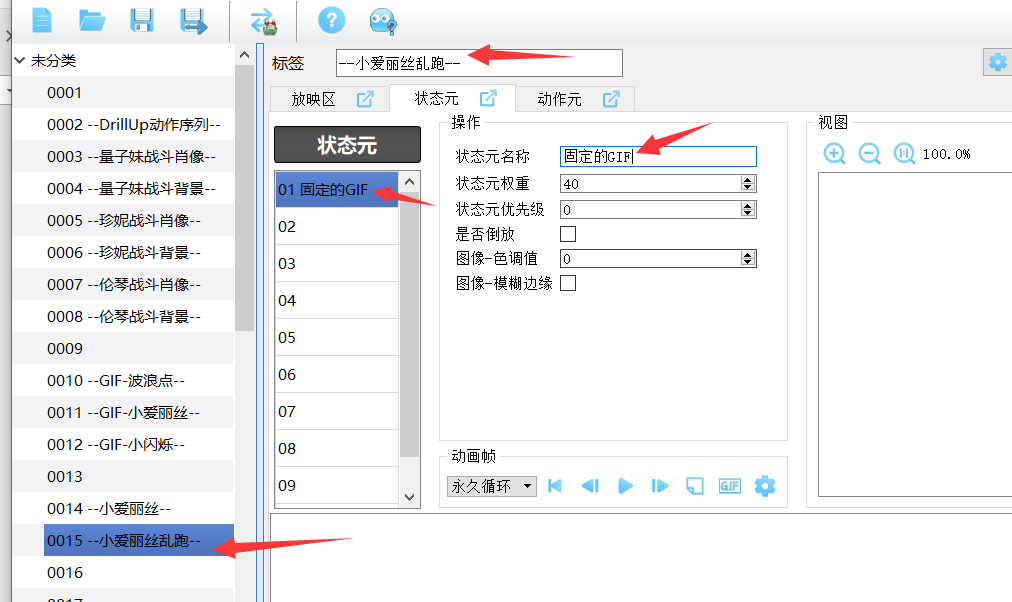 未分类
0001
0002 --DrillUp动作序列--
0003 --量子妹战斗肖像--
0004 --量子妹战斗背景--
0005 --珍妮战斗肖像--
0006 --珍妮战斗背景--
0007 --伦琴战斗肖像--
0008 --伦琴战斗背景--
0009
0010 --GIF-波浪点--
0011 --GIF-小爱丽丝--
0012 --GIF-小闪烁--
0013
0014 --小爱丽丝--
0015 --小爱丽丝乱跑--
0016
标签 --小爱丽丝乱跑--
放映区 状态元 动作元
状态元
01 固定的GIF
02
03
04
05
06
07
08
09
操作
状态元名称 固定的GIF
状态元权重 40
状态元优先级 0
是否倒放
图像-色调值 0
图像-模糊边缘
动画帧
永久循环 GIF
视图
100.0%